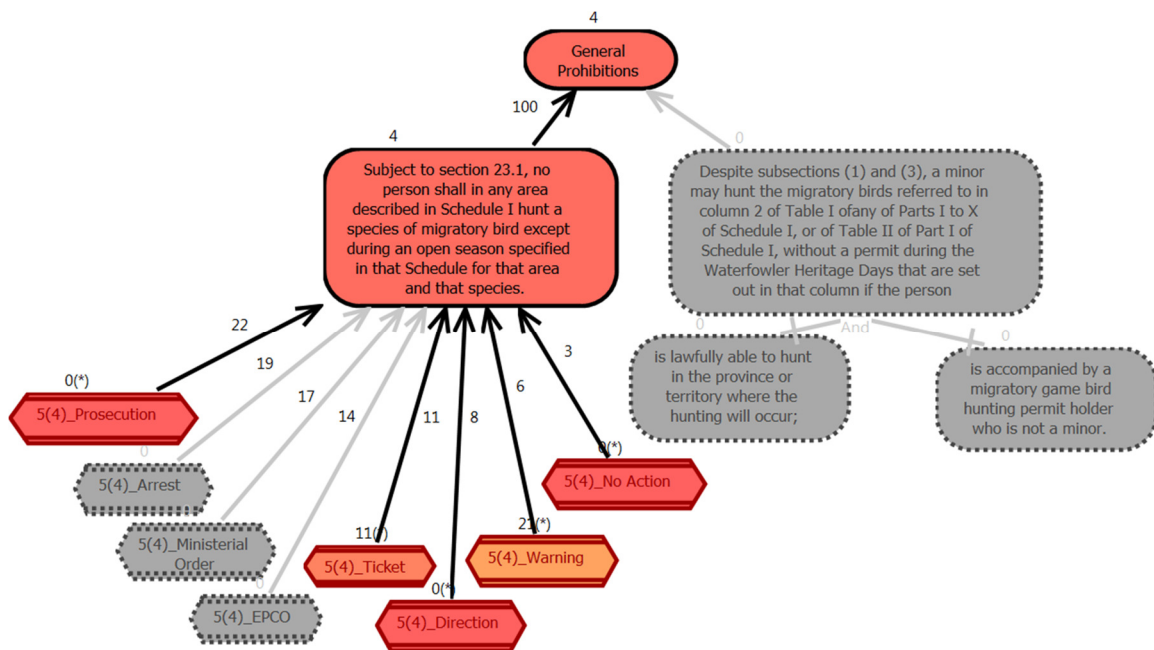 4
General
Prohibitions
100
4
0
Subject to section 23.1, no
person shall in any area
described in Schedule I hunt a
species of migratory bird except
during an open season specified
in that Schedule for that area
and that species.
Despite subsections (1) and (3), a minor
may hunt the migratory birds referred to in
column 2 of Table I ofany of Parts I to X
of Schedule I, or of Table II of Part I of
Schedule I, without a permit during the
Waterfowler Heritage Days that are set
out in that column if the person
And
0
0
is lawfully able to hunt
in the province or
territory where the
hunting will occur;
is accompanied by a
migratory game bird
hunting permit holder
who is not a minor.
22
19
17
14
11
8
6
3
0(*)
5(4)_Prosecution
0
5(4)_Arrest
5(4)_Ministerial
Order
0
5(4)_EPCO
11(*)
5(4)_Ticket
0(*)
5(4)_Direction
21(*)
5(4)_Warning
0(*)
5(4)_No Action